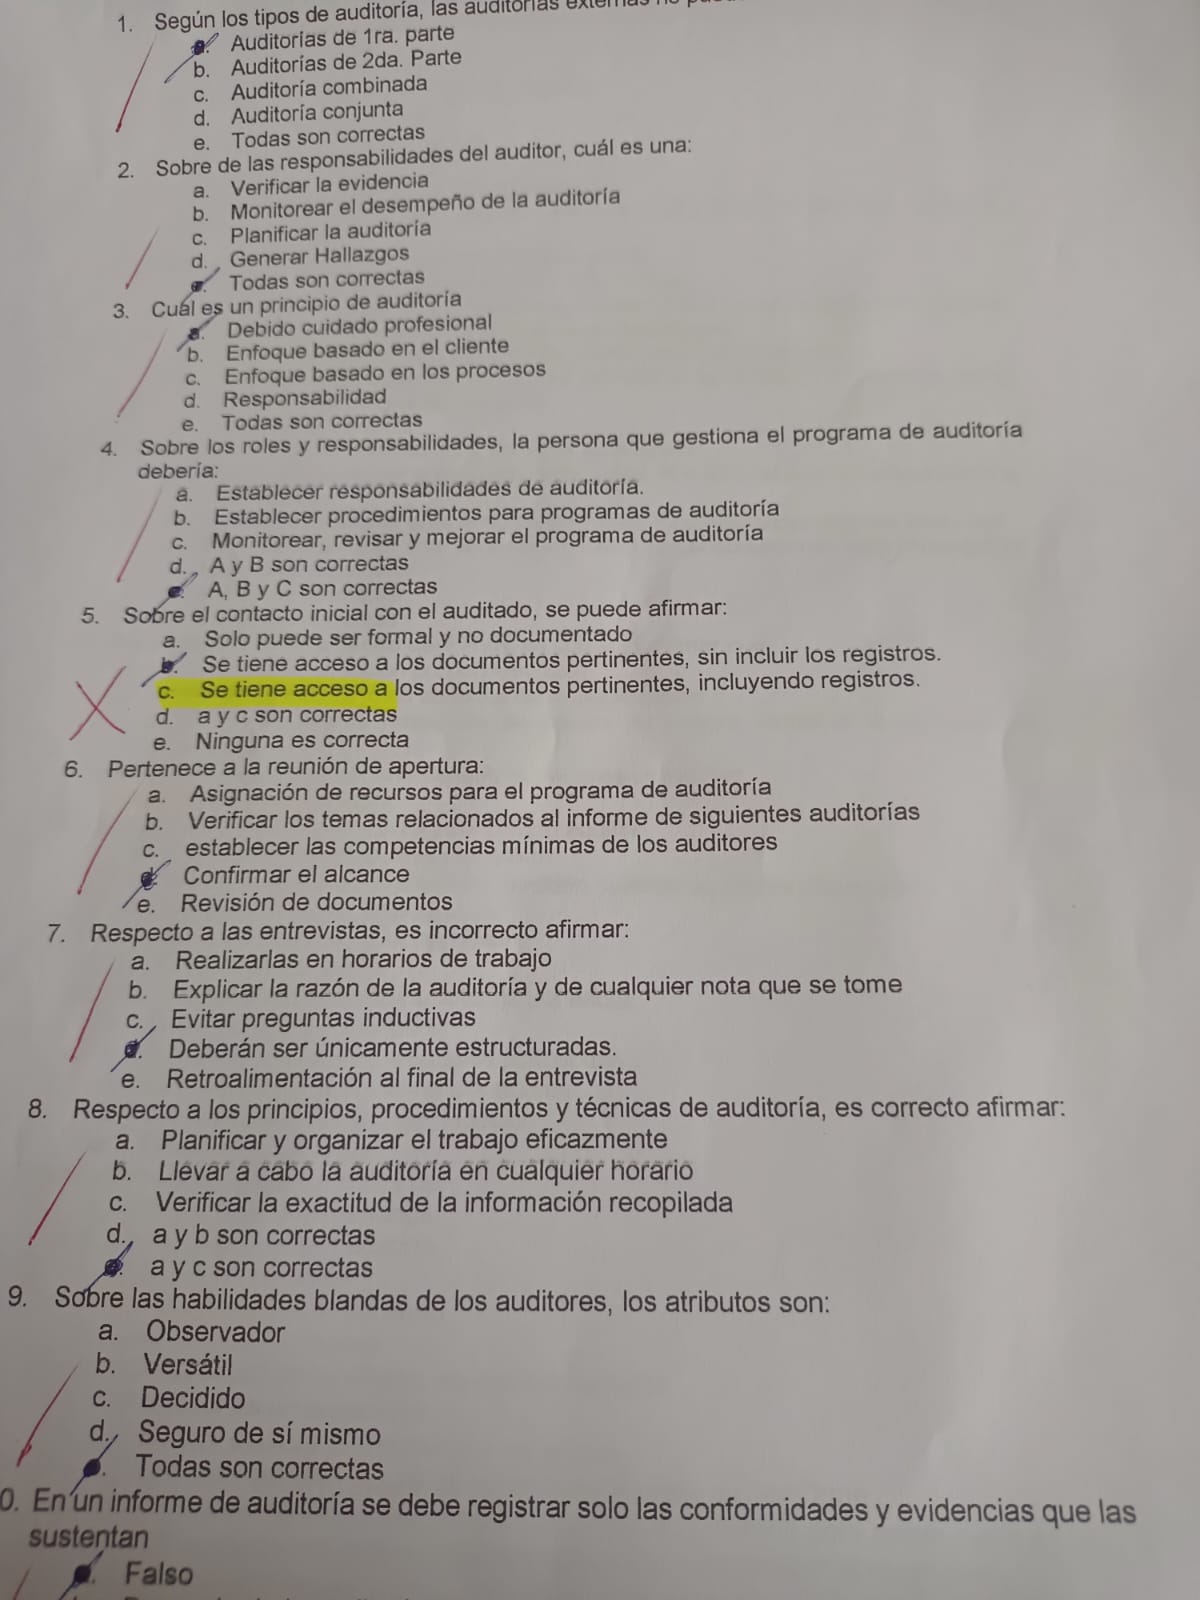 1. Según los tipos de auditoría, las auditorías externas no
a. Auditorías de 1ra. parte
b. Auditorías de 2da. Parte
c. Auditoría combinada
d. Auditoría conjunta
e. Todas son correctas
2. Sobre de las responsabilidades del auditor, cuál es una:
a. Verificar la evidencia
b. Monitorear el desempeño de la auditoría
c. Planificar la auditoría
d. Generar Hallazgos
e. Todas son correctas
3. Cuál es un principio de auditoría
a. Debido cuidado profesional
b. Enfoque basado en el cliente
c. Enfoque basado en los procesos
d. Responsabilidad
e. Todas son correctas
4. Sobre los roles y responsabilidades, la persona que gestiona el programa de auditoría
debería:
a. Establecer responsabilidades de auditoría.
b. Establecer procedimientos para programas de auditoría
c. Monitorear, revisar y mejorar el programa de auditoría
d. A y B son correctas
e. A, B y C son correctas
5. Sobre el contacto inicial con el auditado, se puede afirmar:
a. Solo puede ser formal y no documentado
b. Se tiene acceso a los documentos pertinentes, sin incluir los registros.
c. Se tiene acceso a los documentos pertinentes, incluyendo registros.
d. a y c son correctas
e. Ninguna es correcta
6. Pertenece a la reunión de apertura:
a. Asignación de recursos para el programa de auditoría
b. Verificar los temas relacionados al informe de siguientes auditorías
c. establecer las competencias mínimas de los auditores
d. Confirmar el alcance
e. Revisión de documentos
7. Respecto a las entrevistas, es incorrecto afirmar:
a. Realizarlas en horarios de trabajo
b. Explicar la razón de la auditoría y de cualquier nota que se tome
c. Evitar preguntas inductivas
d. Deberán ser únicamente estructuradas.
e. Retroalimentación al final de la entrevista
8. Respecto a los principios, procedimientos y técnicas de auditoría, es correcto afirmar:
a. Planificar y organizar el trabajo eficazmente
b. Llevar a cabo la auditoría en cualquier horario
c. Verificar la exactitud de la información recopilada
d. a y b son correctas
e. a y c son correctas
9. Sobre las habilidades blandas de los auditores, los atributos son:
a. Observador
b. Versátil
c. Decidido
d. Seguro de sí mismo
. Todas son correctas
0. En un informe de auditoría se debe registrar solo las conformidades y evidencias que las
sustentan
. Falso